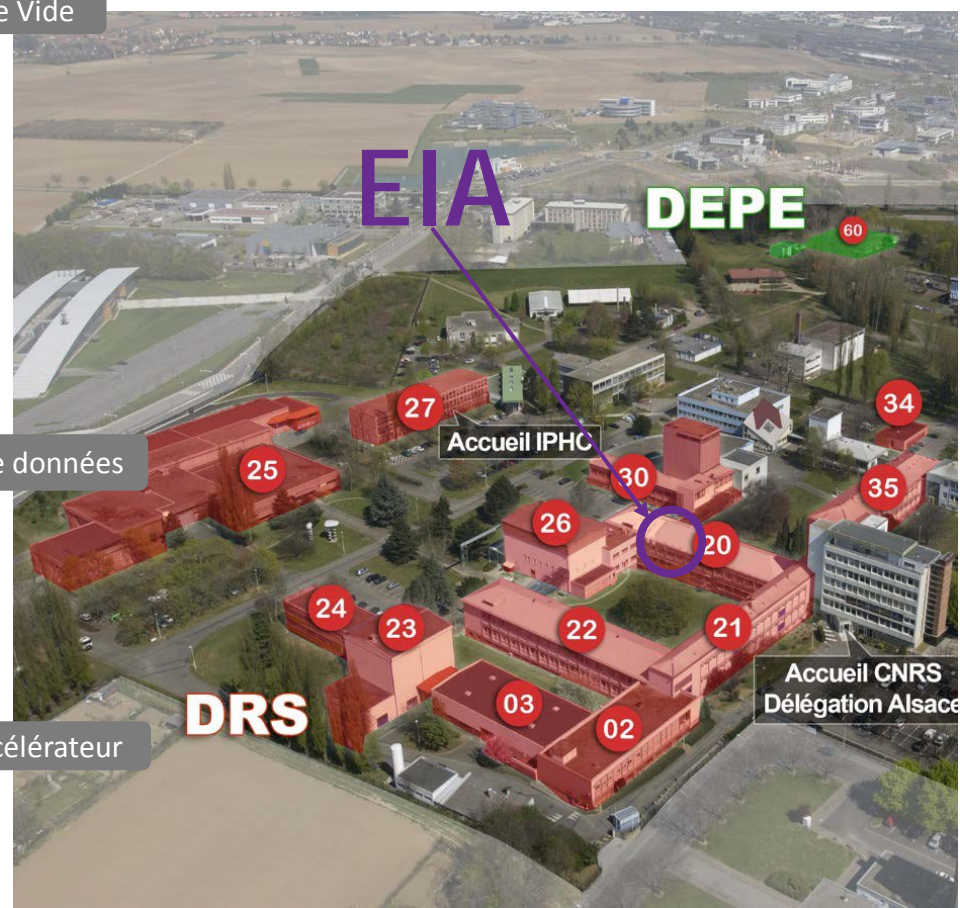 e Vide
EIA
DEPE
60
27
Accueil IPHC
34
e données
25
30
35
26
20
24
23
22
21
Accueil CNRS
Délégation Alsace
DRS
03
02
célérateur